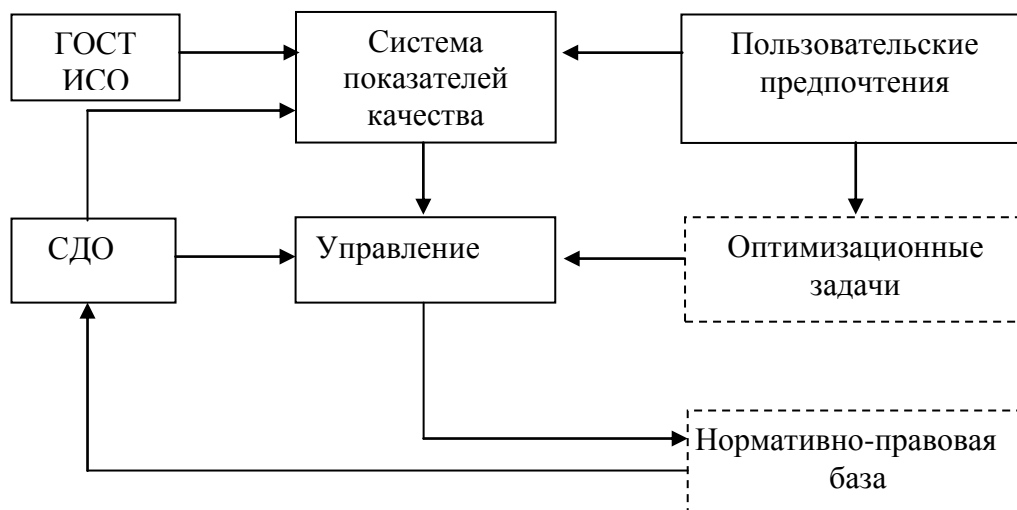 ГОСТ
ИСО
Система
показателей
качества
Пользовательские
предпочтения
СДО
Управление
Оптимизационные
задачи
Нормативно-правовая
база